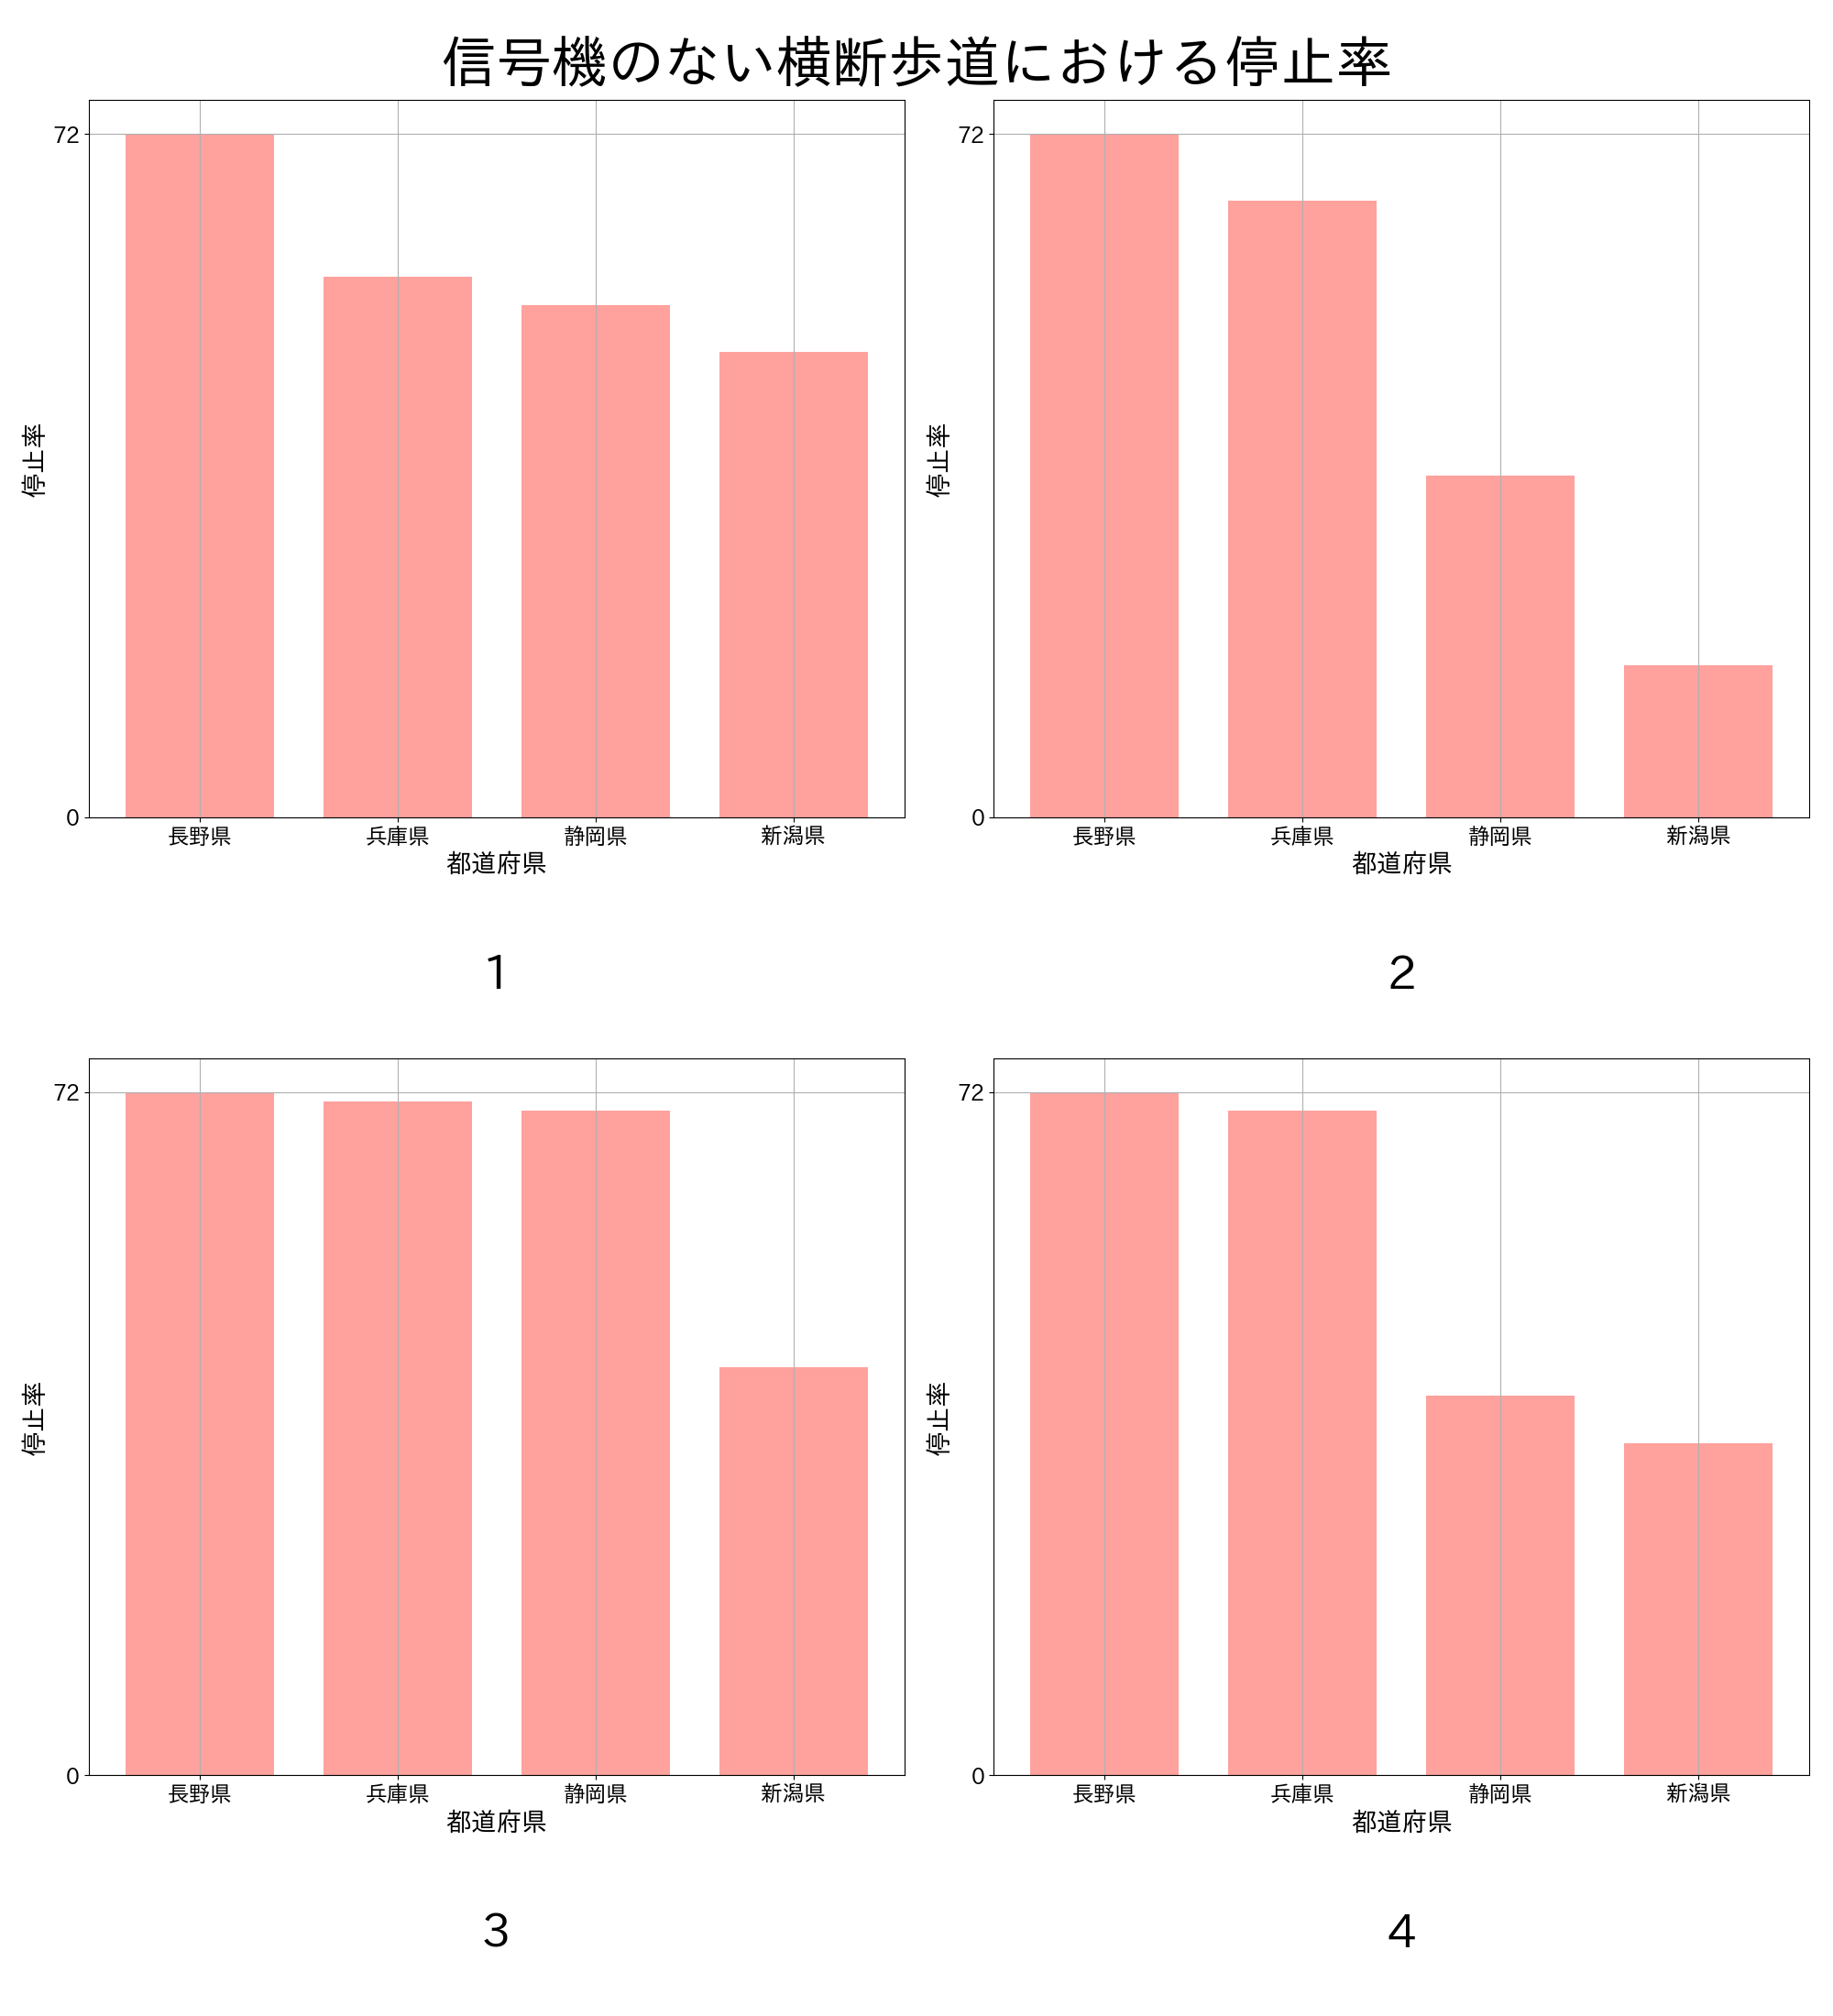 信号機のない横断歩道における停止率
72
0
停止率
長野県 兵庫県 静岡県 新潟県
都道府県
1
72
0
停止率
長野県 兵庫県 静岡県 新潟県
都道府県
2
72
0
停止率
長野県 兵庫県 静岡県 新潟県
都道府県
3
72
0
停止率
長野県 兵庫県 静岡県 新潟県
都道府県
4